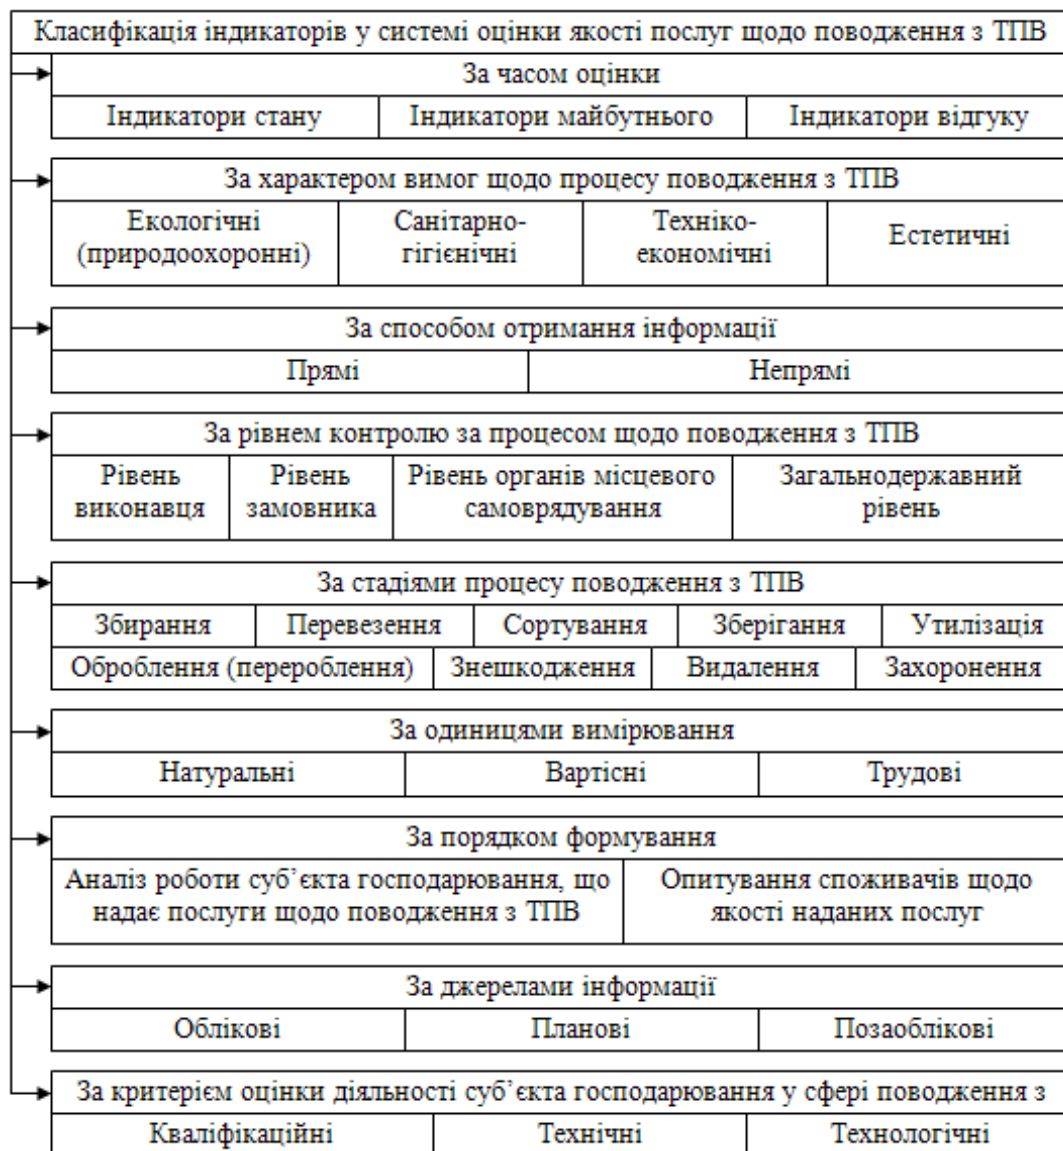 Класифікація індикаторів у системі оцінки якості послуг щодо поводження з ТПВ
За часом оцінки
Індикатори стану
Індикатори майбутнього
Індикатори відгуку
За характером вимог щодо процесу поводження з ТПВ
Екологічні
(природоохоронні)
Санітарно-
гігієнічні
Техніко-
економічні
Естетичні
За способом отримання інформації
Прямі
Непрямі
За рівнем контролю за процесом щодо поводження з ТПВ
Рівень
виконавця
Рівень
замовника
Рівень органів місцевого
самоврядування
Загальнодержавний
рівень
За стадіями процесу поводження з ТПВ
Збирання
Перевезення
Сортування
Зберігання
Утилізація
Оброблення (перероблення)
Знешкодження
Видалення
Захоронення
За одиницями вимірювання
Натуральні
Вартісні
Трудові
За порядком формування
Аналіз роботи суб’єкта господарювання, що
надає послуги щодо поводження з ТПВ
Опитування споживачів щодо
якості наданих послуг
За джерелами інформації
Облікові
Планові
Позаоблікові
За критерієм оцінки діяльності суб’єкта господарювання у сфері поводження з
Кваліфікаційні
Технічні
Технологічні